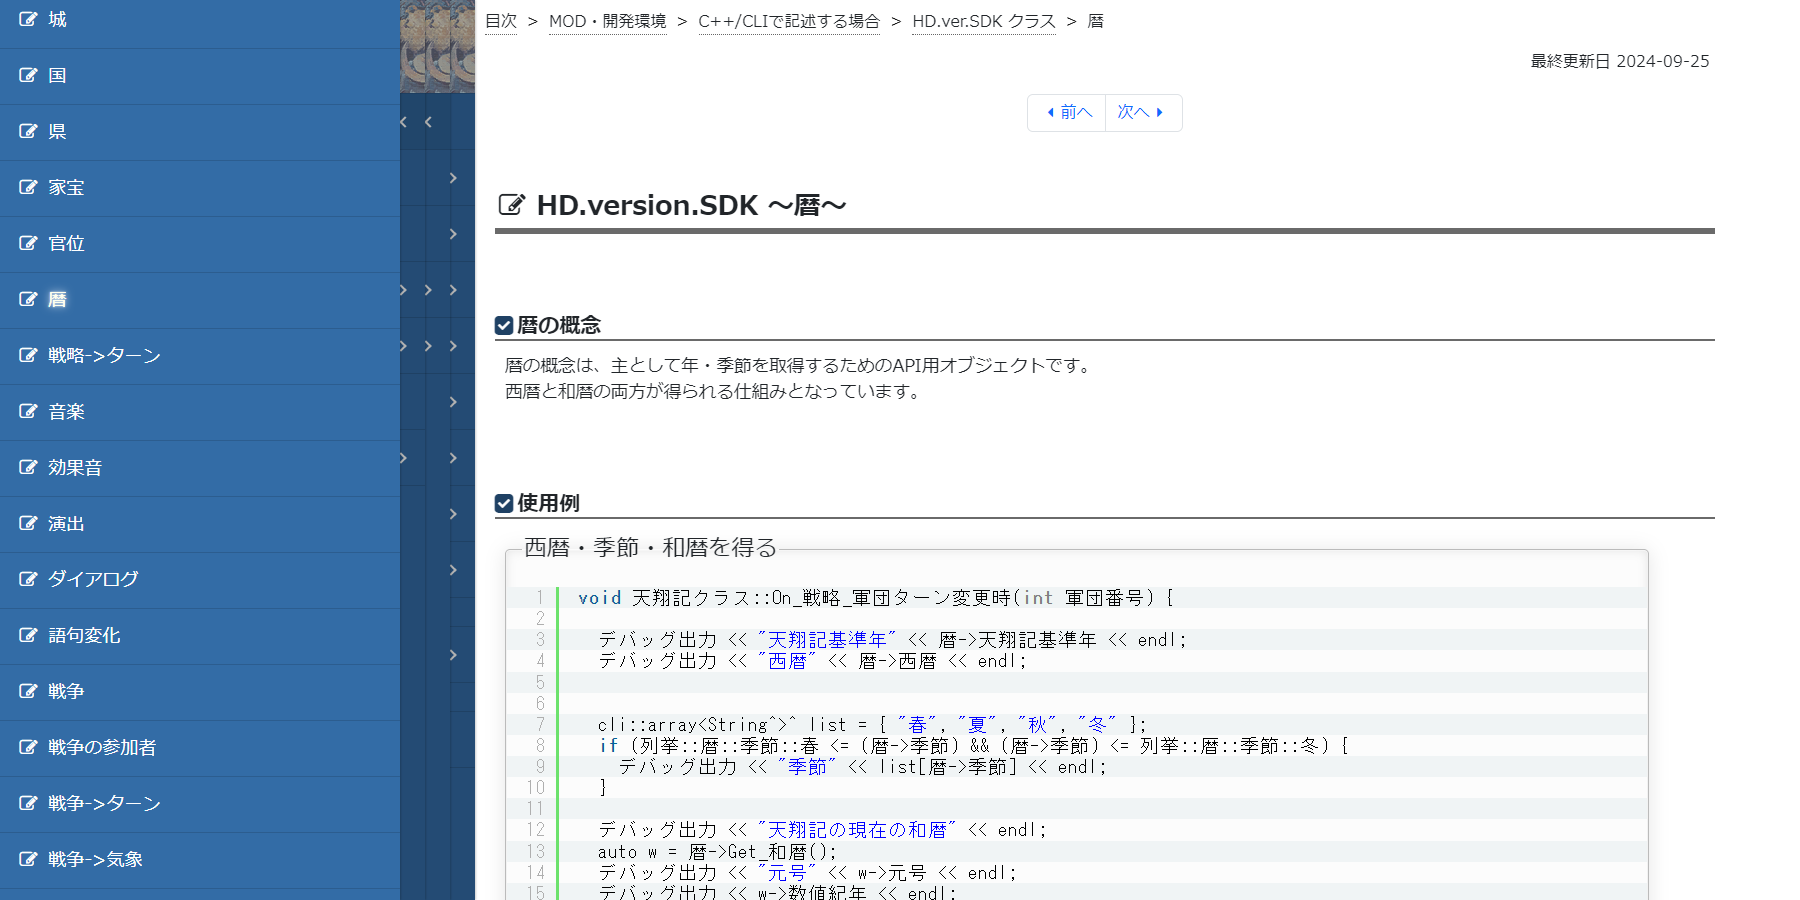 城
国
県
家宝
官位
暦
戦略->ターン
音楽
効果音
演出
ダイアログ
語句変化
戦争
戦争の参加者
戦争->ターン
戦争->気象
目次 > MOD・開発環境 > C++/CLIで記述する場合 > HD.ver.SDK クラス > 暦
最終更新日 2024-09-25
前へ 次へ
HD.version.SDK ～暦～
暦の概念
暦の概念は、主として年・季節を取得するためのAPI用オブジェクトです。
西暦と和暦の両方が得られる仕組みとなっています。
使用例
西暦・季節・和暦を得る
1 void 天翔記クラス::On_戦略_軍団ターン変更時(int 軍団番号) {
2
3 デバッグ出力 << "天翔記基準年" << 暦->天翔記基準年 << endl;
4 デバッグ出力 << "西暦" << 暦->西暦 << endl;
5
6
7 cli::array<String^>^ list = { "春", "夏", "秋", "冬" };
8 if (列挙::暦::季節::春 <= (暦->季節) && (暦->季節) <= 列挙::暦::季節::冬) {
9 デバッグ出力 << "季節" << list[暦->季節] << endl;
10 }
11
12 デバッグ出力 << "天翔記の現在の和暦" << endl;
13 auto w = 暦->Get_和暦();
14 デバッグ出力 << "元号" << w->元号 << endl;
15 デバッグ出力 << w->数値紀年 << endl;